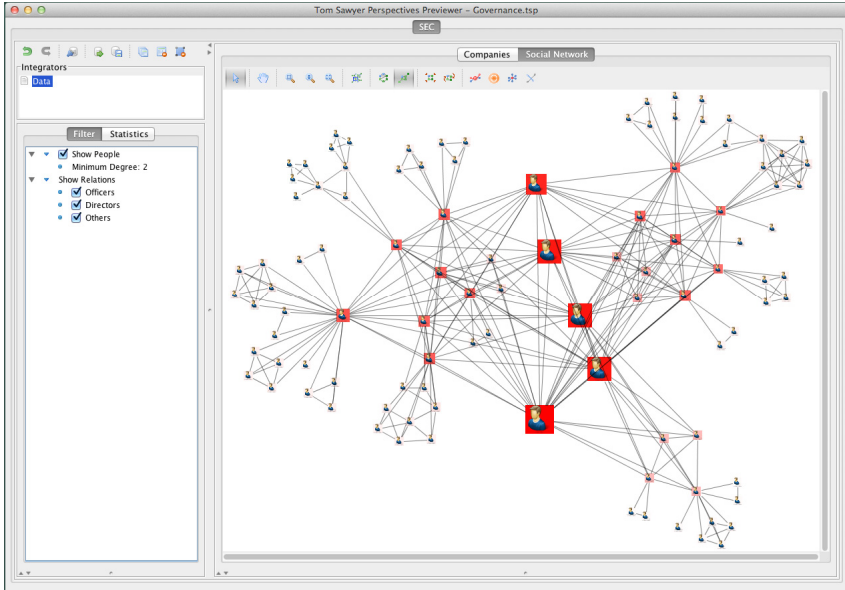 Tom Sawyer Perspectives Previewer - Governance.tsp
SEC
Integrators
Data
Filter
Statistics
Show People
Minimum Degree: 2
Show Relations
Officers
Directors
Others
Companies
Social Network